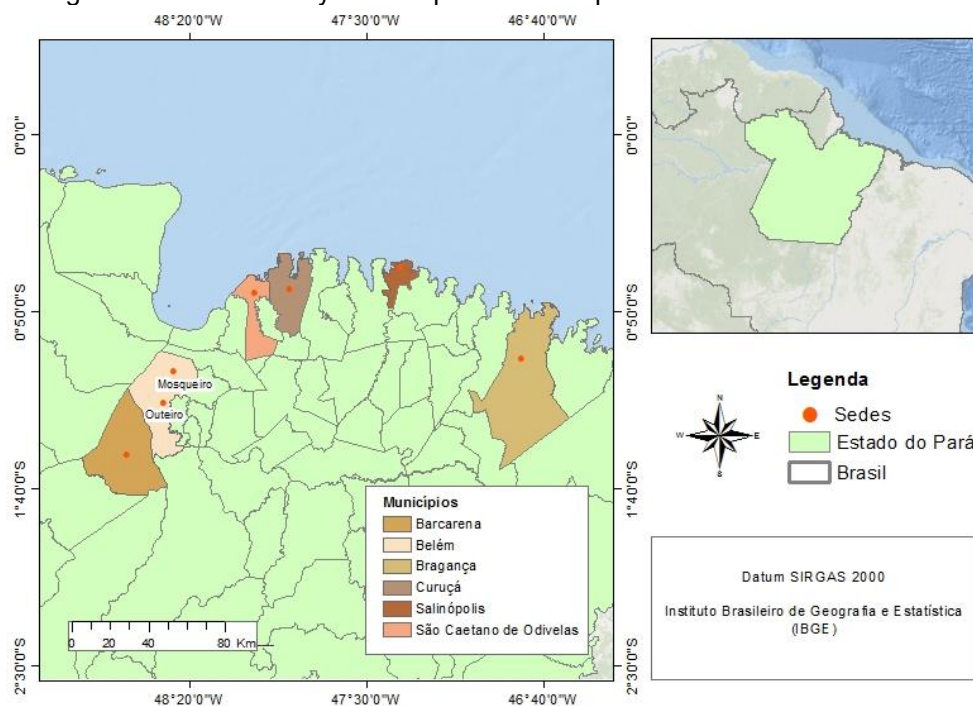 48°20'0"W 47°30'0"W 46°40'0"W
0°0'0"
0°50'0"S
1°40'0"S
2°30'0"S
0°0'0"
0°50'0"S
1°40'0"S
2°30'0"S
Mosqueiro
Outeiro
Municípios
Barcarena
Belém
Bragança
Curuçá
Salinópolis
São Caetano de Odivelas
0 20 40 80 Km
48°20'0"W 47°30'0"W 46°40'0"W
Legenda
N
W E
S
Sedes
Estado do Pará
Brasil
Datum SIRGAS 2000
Instituto Brasileiro de Geografia e Estatística
(IBGE)